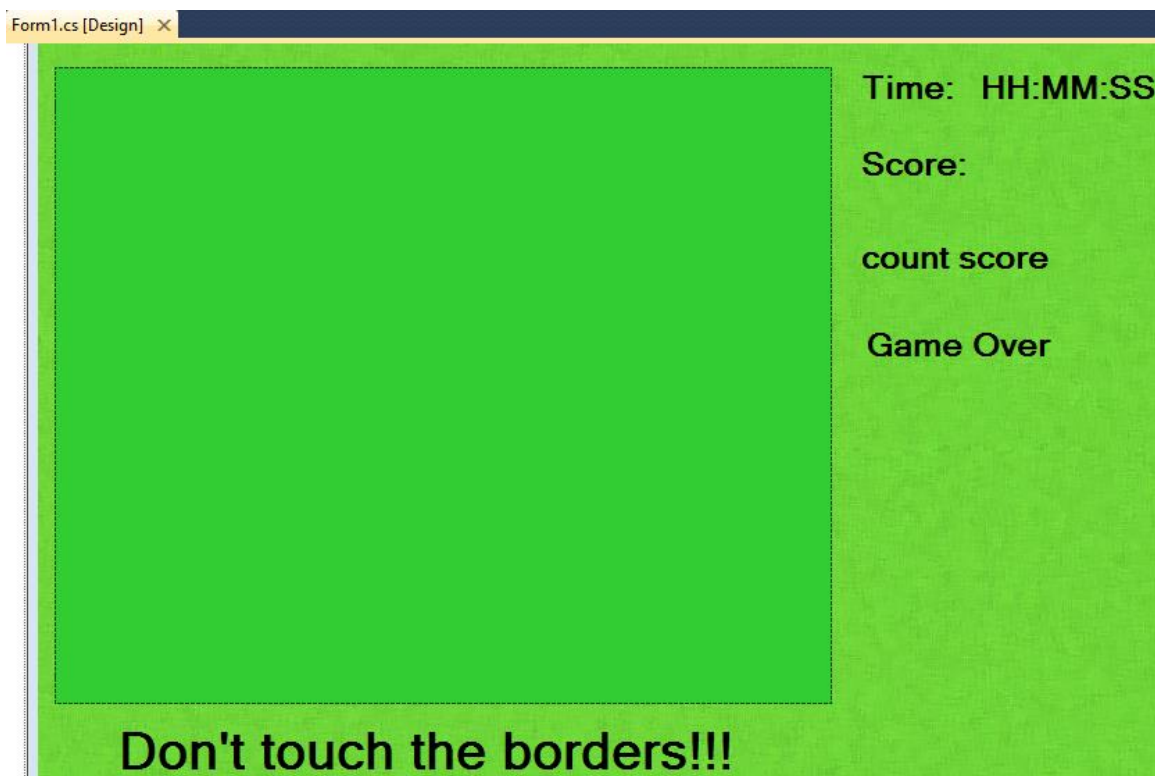 Form1.cs [Design]
Time: HH:MM:SS
Score:
count score
Game Over
Don't touch the borders!!!